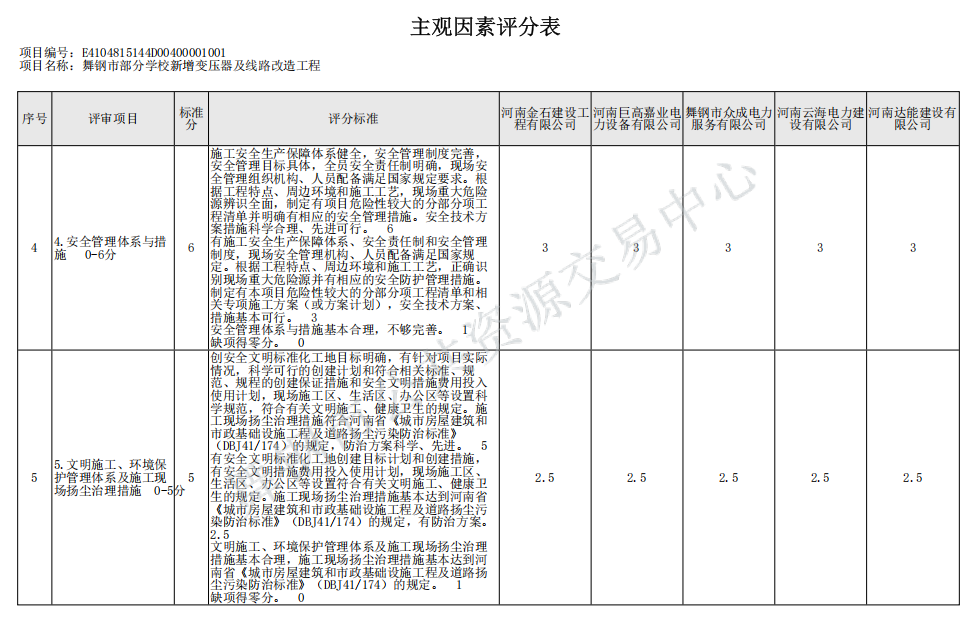 主观因素评分表
项目编号：E4104815144D00400001001
项目名称：舞钢市部分学校新增变压器及线路改造工程
序号
评审项目
标准
分
评分标准
河南金石建设工
程有限公司
河南巨高嘉业电
力设备有限公司
舞钢市众成电力
服务有限公司
河南云海电力建
设有限公司
河南达能建设有
限公司
4
4.安全管理体系与措
施 0-6分
6
施工安全生产保障体系健全，安全管理制度完善，
安全管理目标具体，全员安全责任制明确，现场安
全管理组织机构、人员配备满足国家规定要求。根
据工程特点、周边环境和施工工艺，现场重大危险
源辨识全面，制定有项目危险性较大的分部分项工
程清单并明确有相应的安全管理措施。安全技术方
案措施科学合理、先进可行。 6
有施工安全生产保障体系、安全责任制和安全管理
制度，现场安全管理机构、人员配备满足国家规
定。根据工程特点、周边环境和施工工艺，正确识
别现场重大危险源并有相应的安全防护管理措施。
制定有本项目危险性较大的分部分项工程清单和相
关专项施工方案（或方案计划），安全技术方案、
措施基本可行。 3
安全管理体系与措施基本合理，不够完善。 1
缺项得零分。 0
3
3
3
3
3
5
5.文明施工、环境保
护管理体系及施工现
场扬尘治理措施 0-5分
5
创安全文明标准化工地目标明确，有针对项目实际
情况，科学可行的创建计划和符合相关标准、规
范、规程的创建保证措施和安全文明措施费用投入
使用计划，现场施工区、生活区、办公区等设置科
学规范，符合有关文明施工、健康卫生的规定。施
工现场扬尘治理措施符合河南省《城市房屋建筑和
市政基础设施工程及道路扬尘污染防治标准》
（DBJ41/174）的规定，防治方案科学、先进。 5
有安全文明标准化工地创建目标计划和创建措施，
有安全文明措施费用投入使用计划，现场施工区、
生活区、办公区等设置符合有关文明施工、健康卫
生的规定。施工现场扬尘治理措施基本达到河南省
《城市房屋建筑和市政基础设施工程及道路扬尘污
染防治标准》（DBJ41/174）的规定，有防治方案。
2.5
文明施工、环境保护管理体系及施工现场扬尘治理
措施基本合理，施工现场扬尘治理措施基本达到河
南省《城市房屋建筑和市政基础设施工程及道路扬
尘污染防治标准》（DBJ41/174）的规定。 1
缺项得零分。 0
2.5
2.5
2.5
2.5
2.5
资源交易中心